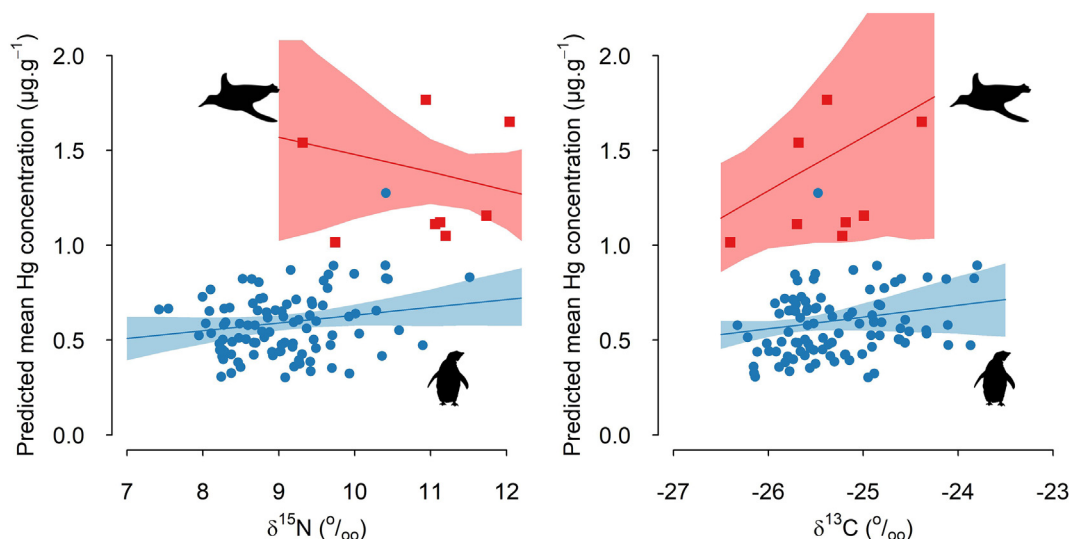 Predicted mean Hg concentration (µg.g⁻¹)
2.0
1.5
1.0
0.5
0.0
7 8 9 10 11 12
δ¹⁵N (º/ₒₒ)
Predicted mean Hg concentration (µg.g⁻¹)
2.0
1.5
1.0
0.5
0.0
-27 -26 -25 -24 -23
δ¹³C (º/ₒₒ)